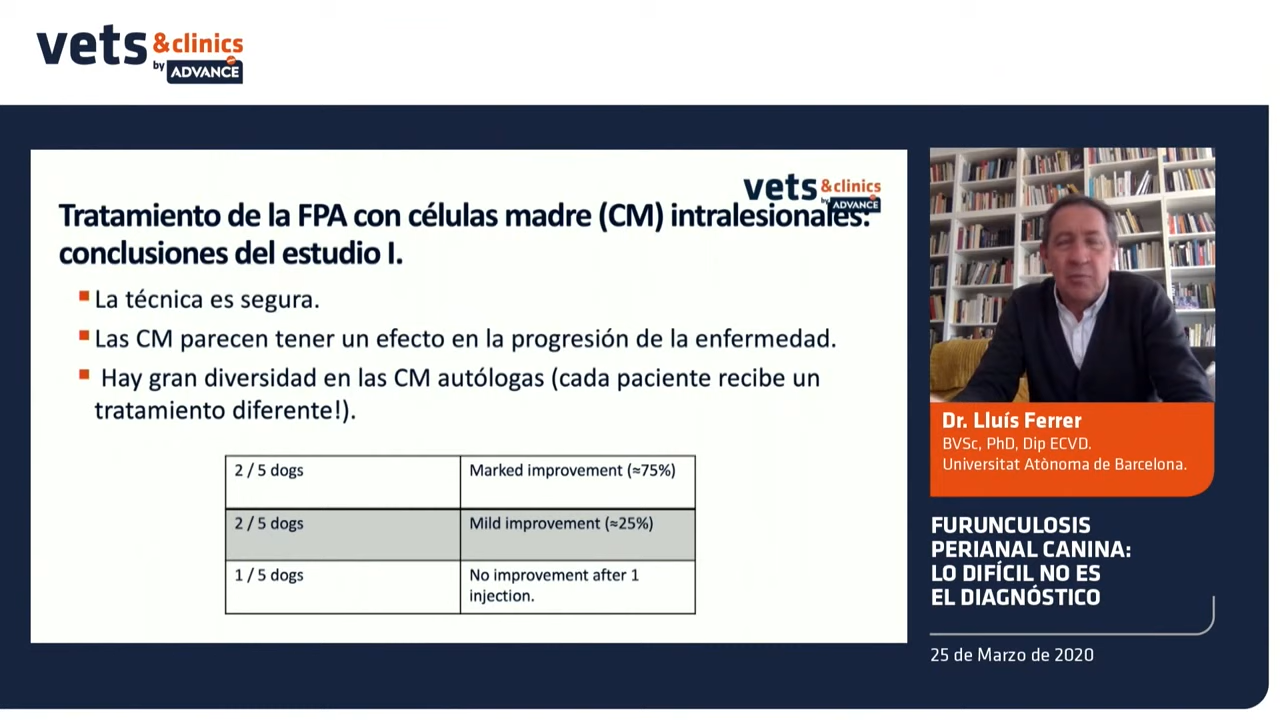 vets &clinics
by ADVANCE
vets &clinics
by ADVANCE
Tratamiento de la FPA con células madre (CM) intralesionales:
conclusiones del estudio I.
La técnica es segura.
Las CM parecen tener un efecto en la progresión de la enfermedad.
Hay gran diversidad en las CM autólogas (cada paciente recibe un
tratamiento diferente!).
2 / 5 dogs Marked improvement (≈75%)
2 / 5 dogs Mild improvement (≈25%)
1 / 5 dogs No improvement after 1
injection.
Dr. Lluís Ferrer
BVSc, PhD, Dip ECVD.
Universitat Atònoma de Barcelona.
FURUNCULOSIS
PERIANAL CANINA:
LO DIFÍCIL NO ES
EL DIAGNÓSTICO
25 de Marzo de 2020